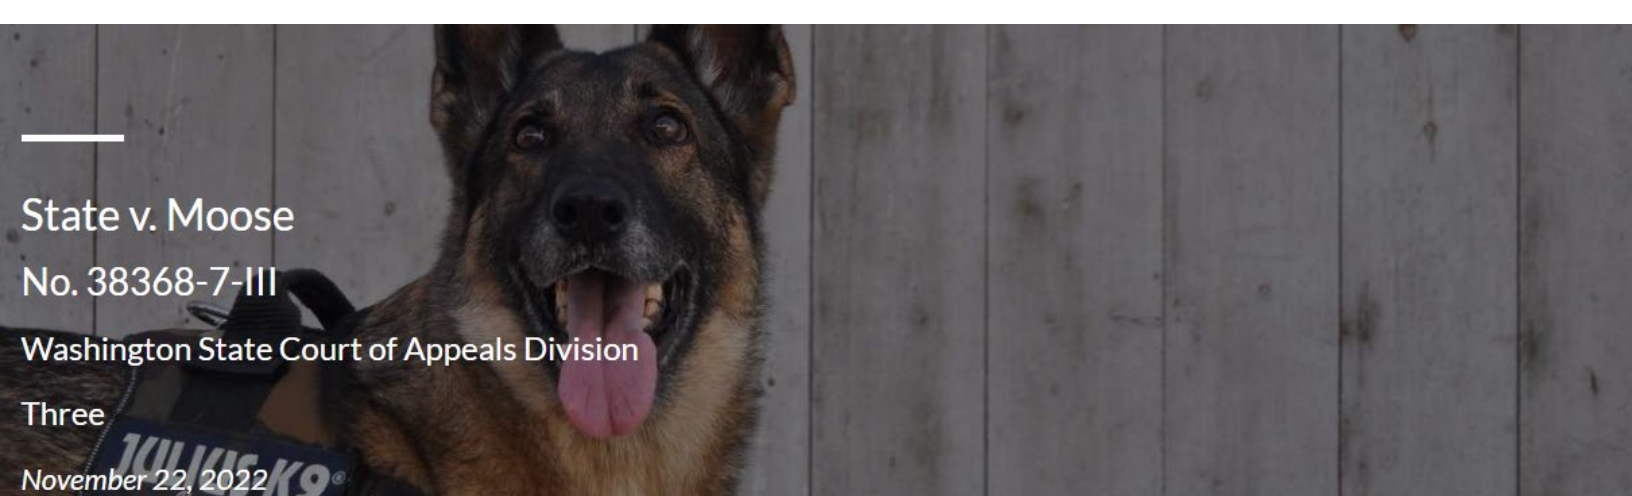 State v. Moose
No. 38368-7-III
Washington State Court of Appeals Division
Three
November 22, 2022
JULIUS-K9®